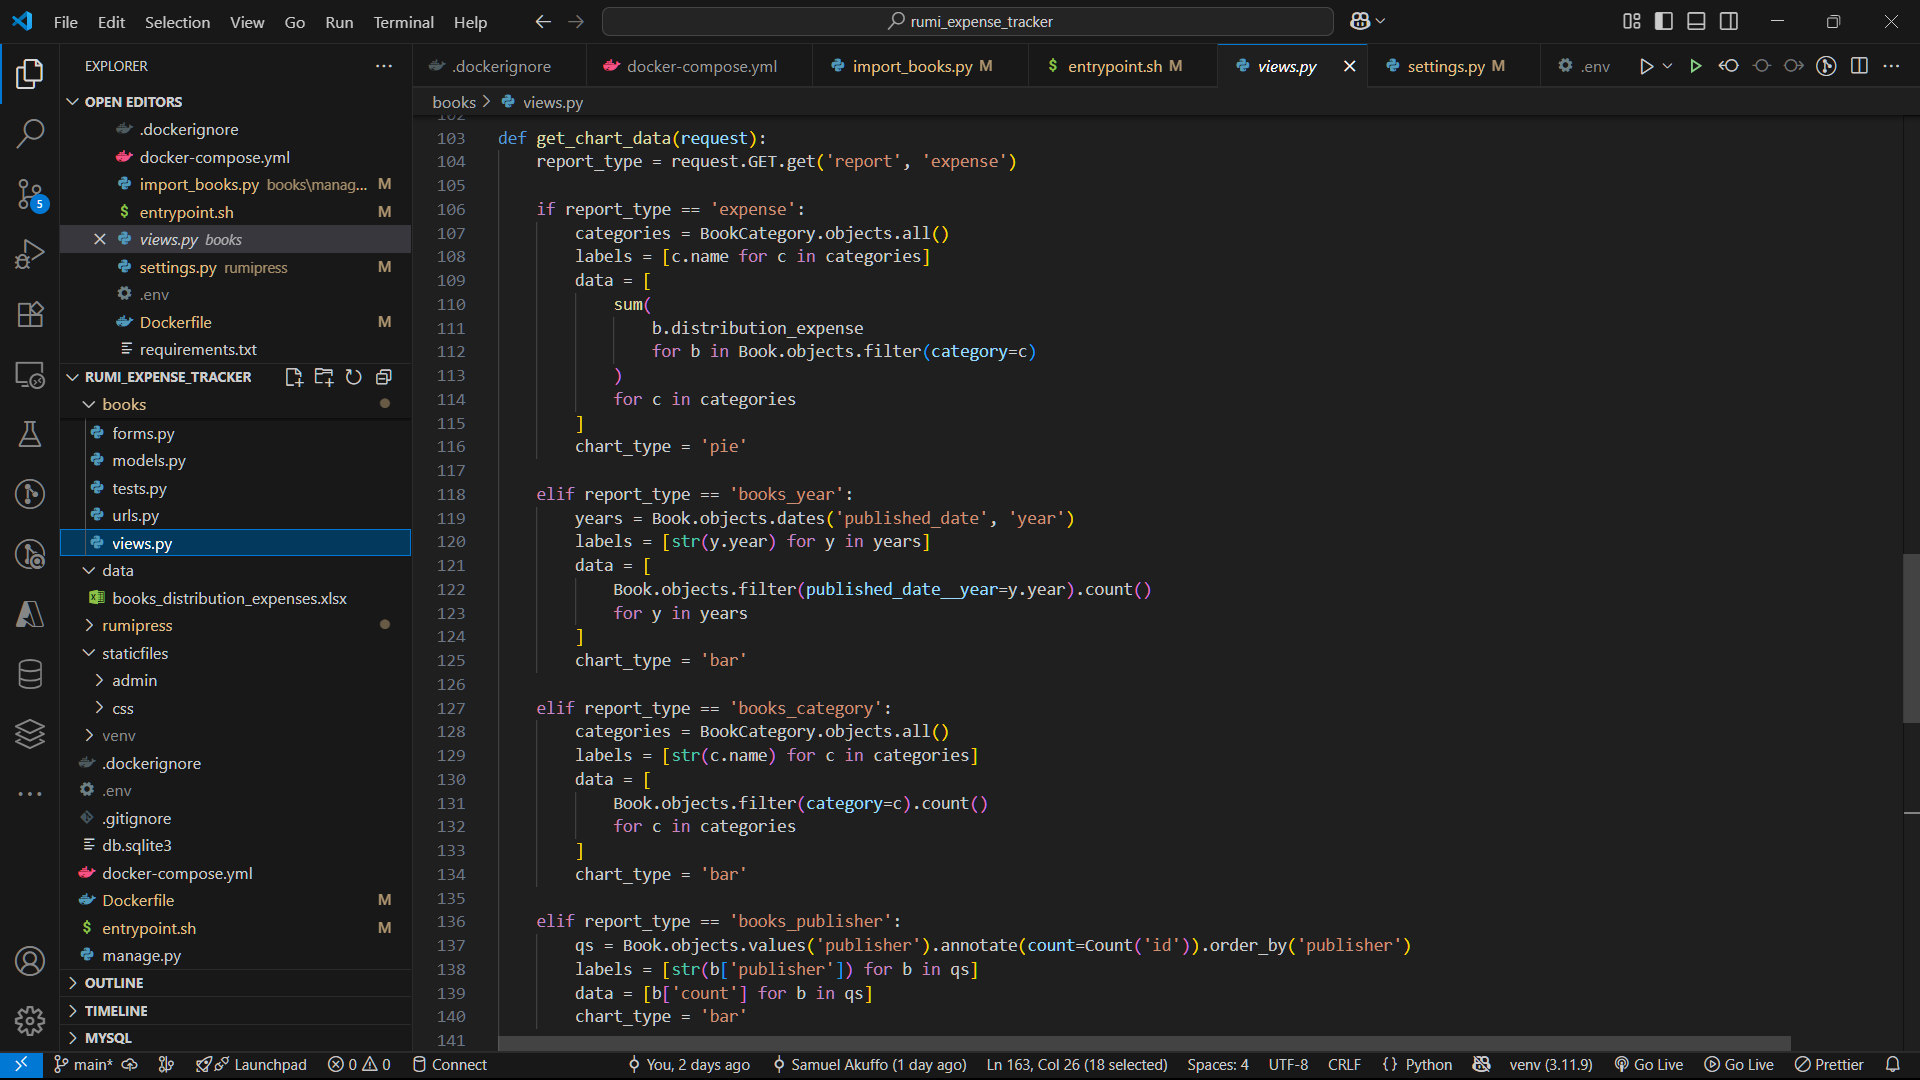 File Edit Selection View Go Run Terminal Help
rumi_expense_tracker
EXPLORER
OPEN EDITORS
.dockerignore
docker-compose.yml
import_books.py books\manag... M
entrypoint.sh M
views.py books
settings.py rumipress M
.env
Dockerfile M
requirements.txt
RUMI_EXPENSE_TRACKER
books
forms.py
models.py
tests.py
urls.py
views.py
data
books_distribution_expenses.xlsx
rumipress
staticfiles
admin
css
venv
.dockerignore
.env
.gitignore
db.sqlite3
docker-compose.yml
Dockerfile M
entrypoint.sh M
manage.py
OUTLINE
TIMELINE
MYSQL
5
.dockerignore docker-compose.yml import_books.py M entrypoint.sh M views.py settings.py M .env
books > views.py
102
103 def get_chart_data(request):
104 report_type = request.GET.get('report', 'expense')
105
106 if report_type == 'expense':
107 categories = BookCategory.objects.all()
108 labels = [c.name for c in categories]
109 data = [
110 sum(
111 b.distribution_expense
112 for b in Book.objects.filter(category=c)
113 )
114 for c in categories
115 ]
116 chart_type = 'pie'
117
118 elif report_type == 'books_year':
119 years = Book.objects.dates('published_date', 'year')
120 labels = [str(y.year) for y in years]
121 data = [
122 Book.objects.filter(published_date__year=y.year).count()
123 for y in years
124 ]
125 chart_type = 'bar'
126
127 elif report_type == 'books_category':
128 categories = BookCategory.objects.all()
129 labels = [str(c.name) for c in categories]
130 data = [
131 Book.objects.filter(category=c).count()
132 for c in categories
133 ]
134 chart_type = 'bar'
135
136 elif report_type == 'books_publisher':
137 qs = Book.objects.values('publisher').annotate(count=Count('id')).order_by('publisher')
138 labels = [str(b['publisher']) for b in qs]
139 data = [b['count'] for b in qs]
140 chart_type = 'bar'
141
main* Launchpad 0 0 Connect You, 2 days ago Samuel Akuffo (1 day ago) Ln 163, Col 26 (18 selected) Spaces: 4 UTF-8 CRLF {} Python venv (3.11.9) Go Live Go Live Prettier